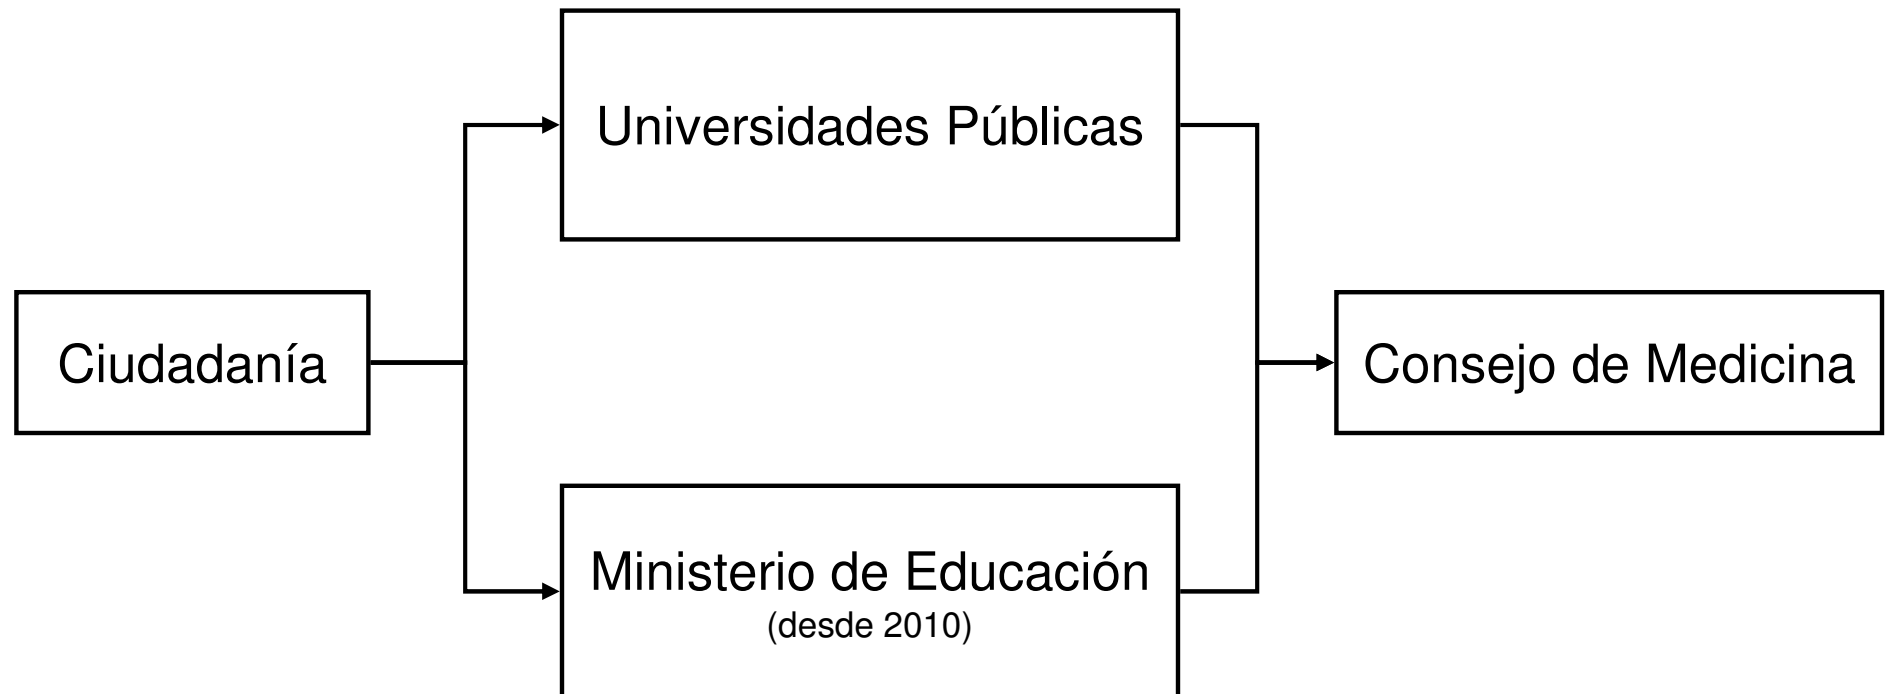 Universidades Públicas
Ciudadanía
Consejo de Medicina
Ministerio de Educación
(desde 2010)